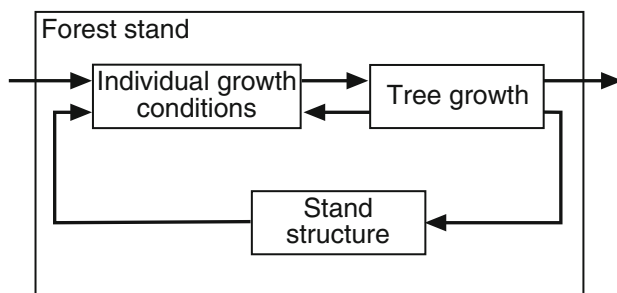 Forest stand
Individual growth
conditions
Tree growth
Stand
structure